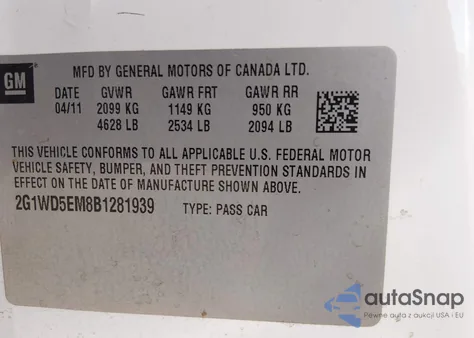 GM
MFD BY GENERAL MOTORS OF CANADA LTD.
DATE GVWR GAWR FRT GAWR RR
04/11 2099 KG 1149 KG 950 KG
4628 LB 2534 LB 2094 LB
THIS VEHICLE CONFORMS TO ALL APPLICABLE U.S. FEDERAL MOTOR
VEHICLE SAFETY, BUMPER, AND THEFT PREVENTION STANDARDS IN
EFFECT ON THE DATE OF MANUFACTURE SHOWN ABOVE.
2G1WD5EM8B1281939 TYPE: PASS CAR
autaSnap
Pewne auta z aukcji USA i EU